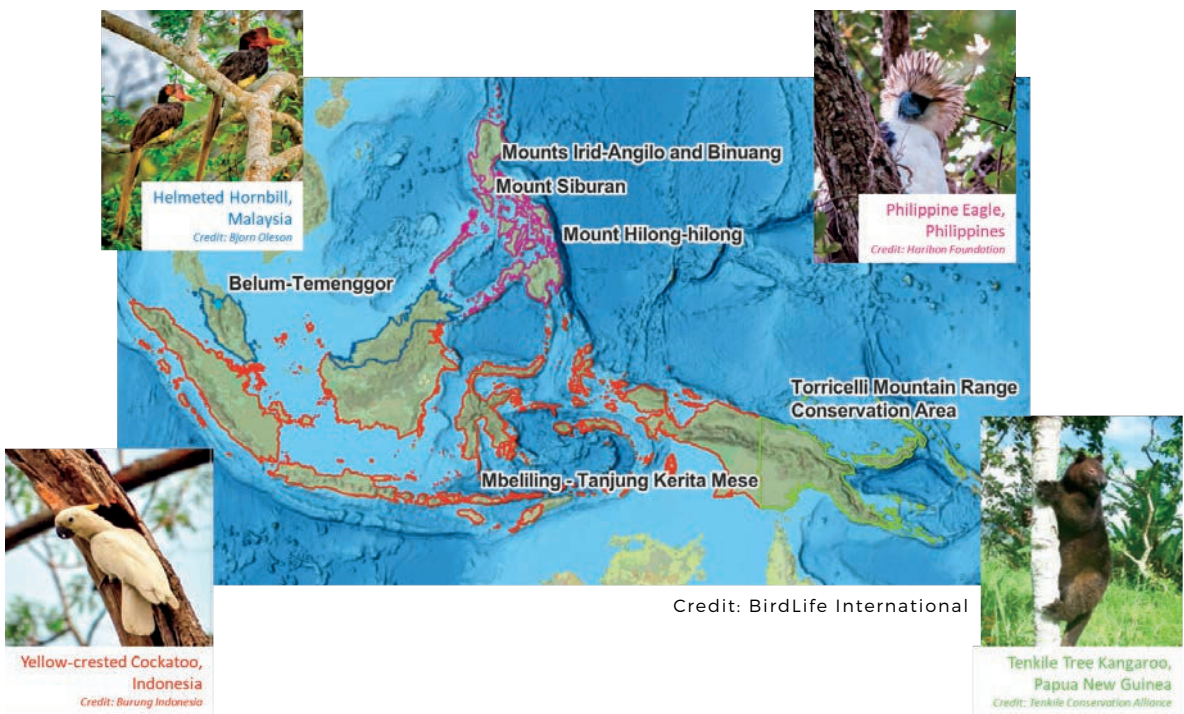 Helmeted Hornbill,
Malaysia
Credit: Bjorn Oleson
Philippine Eagle,
Philippines
Credit: Haribon Foundation
Mounts Irid-Angilo and Binuang
Mount Siburan
Mount Hilong-hilong
Belum-Temenggor
Torricelli Mountain Range
Conservation Area
Mbeliling - Tanjung Kerita Mese
Credit: BirdLife International
Yellow-crested Cockatoo,
Indonesia
Credit: Burung Indonesia
Tenkile Tree Kangaroo,
Papua New Guinea
Credit: Tenkile Conservation Alliance